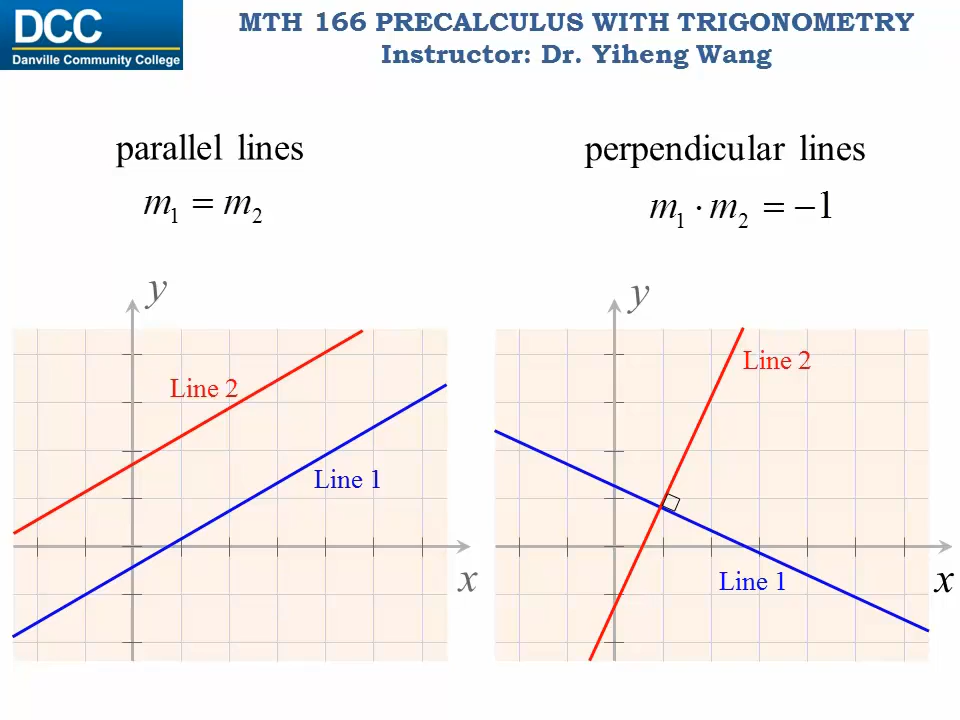 DCC
Danville Community College
MTH 166 PRECALCULUS WITH TRIGONOMETRY
Instructor: Dr. Yiheng Wang
parallel lines
m₁ = m₂
perpendicular lines
m₁ · m₂ = −1
y
Line 2
Line 1
x
y
Line 2
Line 1
x